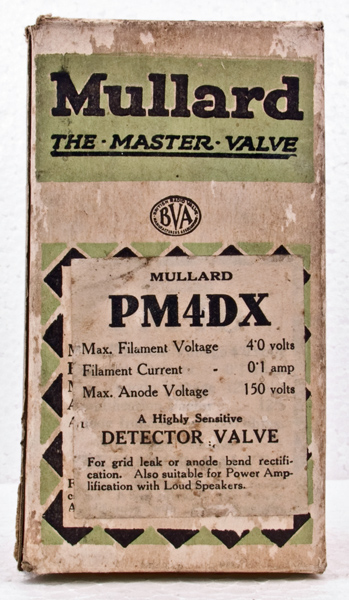 Mullard
THE · MASTER · VALVE
BVA
MULLARD
PM4DX
Max. Filament Voltage 4·0 volts
Filament Current - 0·1 amp
Max. Anode Voltage 150 volts
A Highly Sensitive
DETECTOR VALVE
For grid leak or anode bend rectifi-
cation. Also suitable for Power Amp-
lification with Loud Speakers.